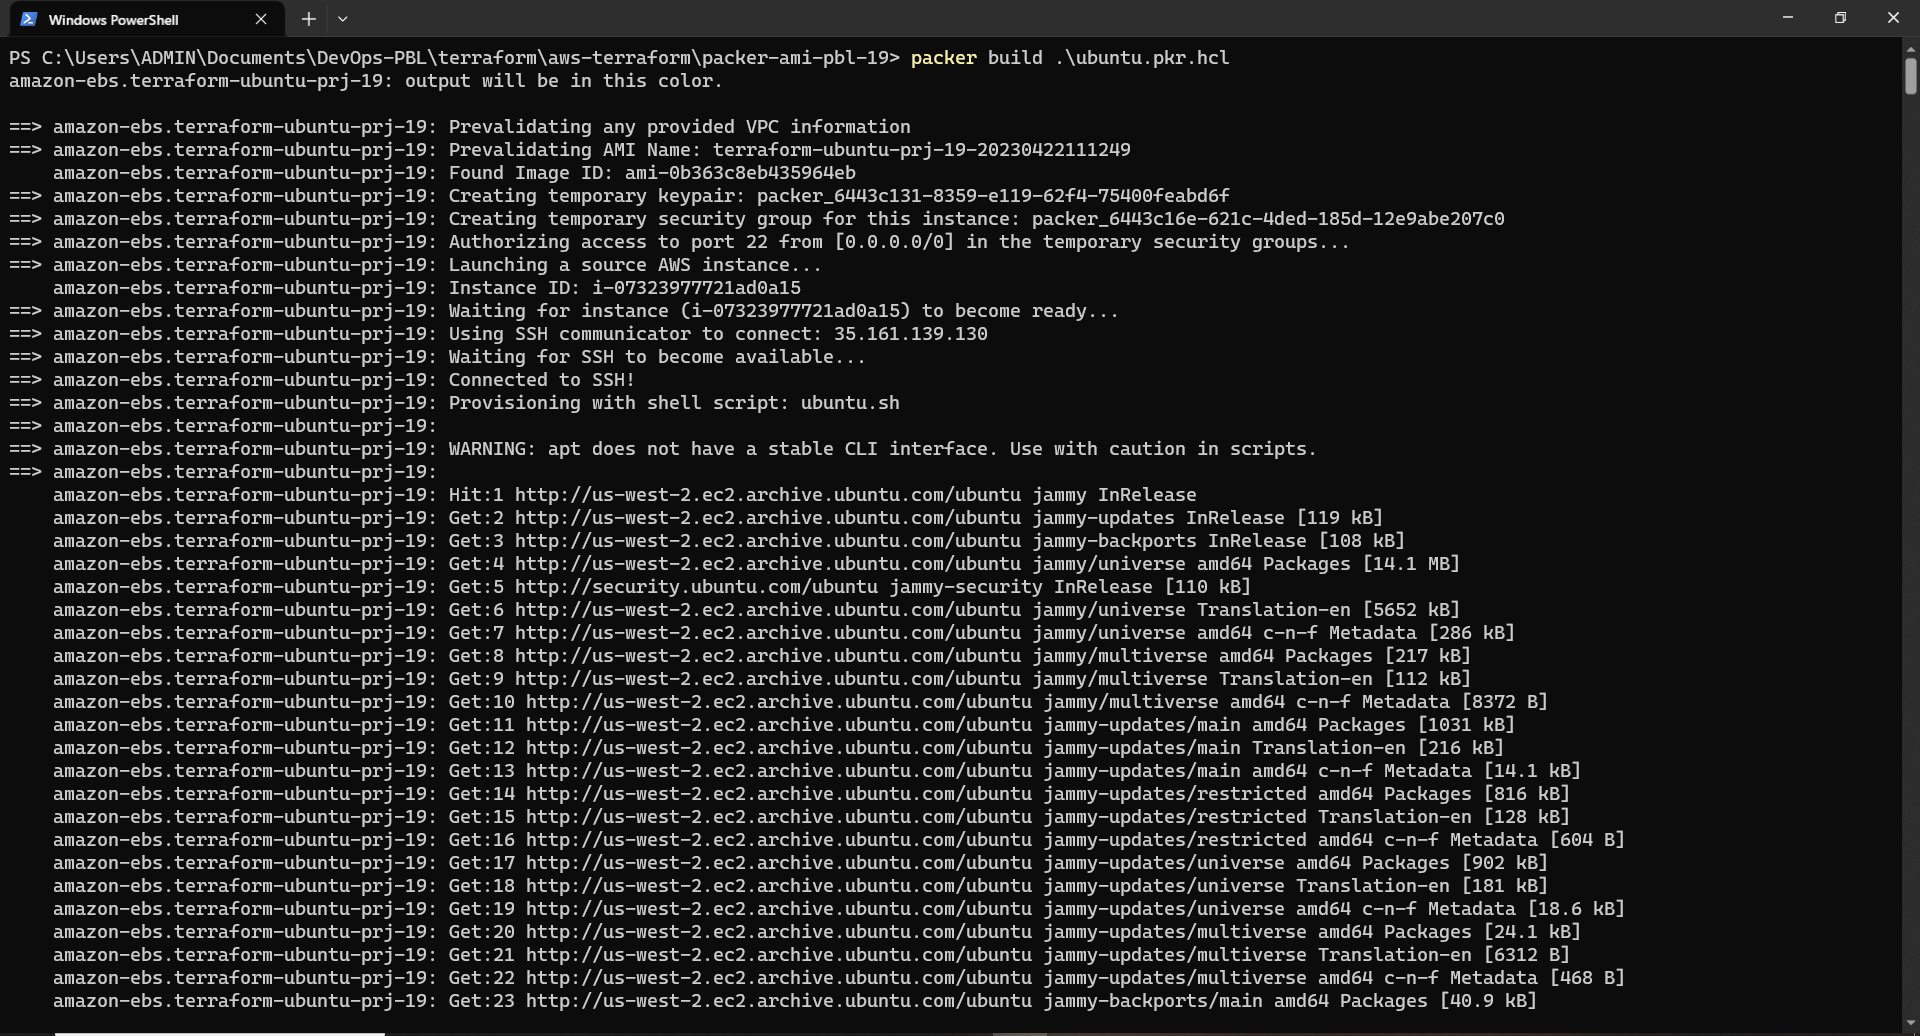 Windows PowerShell
PS C:\Users\ADMIN\Documents\DevOps-PBL\terraform\aws-terraform\packer-ami-pbl-19> packer build .\ubuntu.pkr.hcl
amazon-ebs.terraform-ubuntu-prj-19: output will be in this color.
==> amazon-ebs.terraform-ubuntu-prj-19: Prevalidating any provided VPC information
==> amazon-ebs.terraform-ubuntu-prj-19: Prevalidating AMI Name: terraform-ubuntu-prj-19-20230422111249
amazon-ebs.terraform-ubuntu-prj-19: Found Image ID: ami-0b363c8eb435964eb
==> amazon-ebs.terraform-ubuntu-prj-19: Creating temporary keypair: packer_6443c131-8359-e119-62f4-75400feabd6f
==> amazon-ebs.terraform-ubuntu-prj-19: Creating temporary security group for this instance: packer_6443c16e-621c-4ded-185d-12e9abe207c0
==> amazon-ebs.terraform-ubuntu-prj-19: Authorizing access to port 22 from [0.0.0.0/0] in the temporary security groups...
==> amazon-ebs.terraform-ubuntu-prj-19: Launching a source AWS instance...
amazon-ebs.terraform-ubuntu-prj-19: Instance ID: i-07323977721ad0a15
==> amazon-ebs.terraform-ubuntu-prj-19: Waiting for instance (i-07323977721ad0a15) to become ready...
==> amazon-ebs.terraform-ubuntu-prj-19: Using SSH communicator to connect: 35.161.139.130
==> amazon-ebs.terraform-ubuntu-prj-19: Waiting for SSH to become available...
==> amazon-ebs.terraform-ubuntu-prj-19: Connected to SSH!
==> amazon-ebs.terraform-ubuntu-prj-19: Provisioning with shell script: ubuntu.sh
==> amazon-ebs.terraform-ubuntu-prj-19:
==> amazon-ebs.terraform-ubuntu-prj-19: WARNING: apt does not have a stable CLI interface. Use with caution in scripts.
==> amazon-ebs.terraform-ubuntu-prj-19:
amazon-ebs.terraform-ubuntu-prj-19: Hit:1 http://us-west-2.ec2.archive.ubuntu.com/ubuntu jammy InRelease
amazon-ebs.terraform-ubuntu-prj-19: Get:2 http://us-west-2.ec2.archive.ubuntu.com/ubuntu jammy-updates InRelease [119 kB]
amazon-ebs.terraform-ubuntu-prj-19: Get:3 http://us-west-2.ec2.archive.ubuntu.com/ubuntu jammy-backports InRelease [108 kB]
amazon-ebs.terraform-ubuntu-prj-19: Get:4 http://us-west-2.ec2.archive.ubuntu.com/ubuntu jammy/universe amd64 Packages [14.1 MB]
amazon-ebs.terraform-ubuntu-prj-19: Get:5 http://security.ubuntu.com/ubuntu jammy-security InRelease [110 kB]
amazon-ebs.terraform-ubuntu-prj-19: Get:6 http://us-west-2.ec2.archive.ubuntu.com/ubuntu jammy/universe Translation-en [5652 kB]
amazon-ebs.terraform-ubuntu-prj-19: Get:7 http://us-west-2.ec2.archive.ubuntu.com/ubuntu jammy/universe amd64 c-n-f Metadata [286 kB]
amazon-ebs.terraform-ubuntu-prj-19: Get:8 http://us-west-2.ec2.archive.ubuntu.com/ubuntu jammy/multiverse amd64 Packages [217 kB]
amazon-ebs.terraform-ubuntu-prj-19: Get:9 http://us-west-2.ec2.archive.ubuntu.com/ubuntu jammy/multiverse Translation-en [112 kB]
amazon-ebs.terraform-ubuntu-prj-19: Get:10 http://us-west-2.ec2.archive.ubuntu.com/ubuntu jammy/multiverse amd64 c-n-f Metadata [8372 B]
amazon-ebs.terraform-ubuntu-prj-19: Get:11 http://us-west-2.ec2.archive.ubuntu.com/ubuntu jammy-updates/main amd64 Packages [1031 kB]
amazon-ebs.terraform-ubuntu-prj-19: Get:12 http://us-west-2.ec2.archive.ubuntu.com/ubuntu jammy-updates/main Translation-en [216 kB]
amazon-ebs.terraform-ubuntu-prj-19: Get:13 http://us-west-2.ec2.archive.ubuntu.com/ubuntu jammy-updates/main amd64 c-n-f Metadata [14.1 kB]
amazon-ebs.terraform-ubuntu-prj-19: Get:14 http://us-west-2.ec2.archive.ubuntu.com/ubuntu jammy-updates/restricted amd64 Packages [816 kB]
amazon-ebs.terraform-ubuntu-prj-19: Get:15 http://us-west-2.ec2.archive.ubuntu.com/ubuntu jammy-updates/restricted Translation-en [128 kB]
amazon-ebs.terraform-ubuntu-prj-19: Get:16 http://us-west-2.ec2.archive.ubuntu.com/ubuntu jammy-updates/restricted amd64 c-n-f Metadata [604 B]
amazon-ebs.terraform-ubuntu-prj-19: Get:17 http://us-west-2.ec2.archive.ubuntu.com/ubuntu jammy-updates/universe amd64 Packages [902 kB]
amazon-ebs.terraform-ubuntu-prj-19: Get:18 http://us-west-2.ec2.archive.ubuntu.com/ubuntu jammy-updates/universe Translation-en [181 kB]
amazon-ebs.terraform-ubuntu-prj-19: Get:19 http://us-west-2.ec2.archive.ubuntu.com/ubuntu jammy-updates/universe amd64 c-n-f Metadata [18.6 kB]
amazon-ebs.terraform-ubuntu-prj-19: Get:20 http://us-west-2.ec2.archive.ubuntu.com/ubuntu jammy-updates/multiverse amd64 Packages [24.1 kB]
amazon-ebs.terraform-ubuntu-prj-19: Get:21 http://us-west-2.ec2.archive.ubuntu.com/ubuntu jammy-updates/multiverse Translation-en [6312 B]
amazon-ebs.terraform-ubuntu-prj-19: Get:22 http://us-west-2.ec2.archive.ubuntu.com/ubuntu jammy-updates/multiverse amd64 c-n-f Metadata [468 B]
amazon-ebs.terraform-ubuntu-prj-19: Get:23 http://us-west-2.ec2.archive.ubuntu.com/ubuntu jammy-backports/main amd64 Packages [40.9 kB]